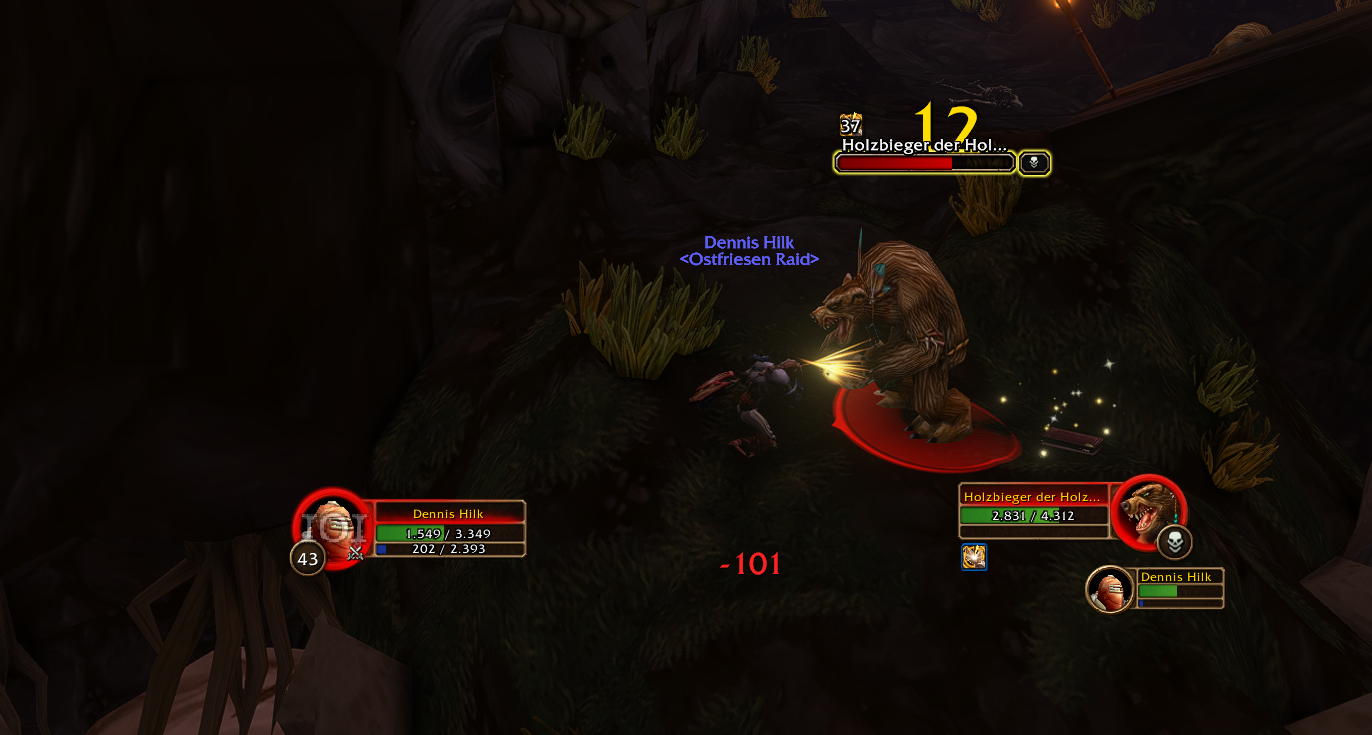 12
37
Holzbieger der Hol...
Dennis Hilk
<Ostfriesen Raid>
Dennis Hilk
1.549 / 3.349
202 / 2.393
101
43
Holzbieger der Holz...
2.831 / 4.312
-101
Dennis Hilk